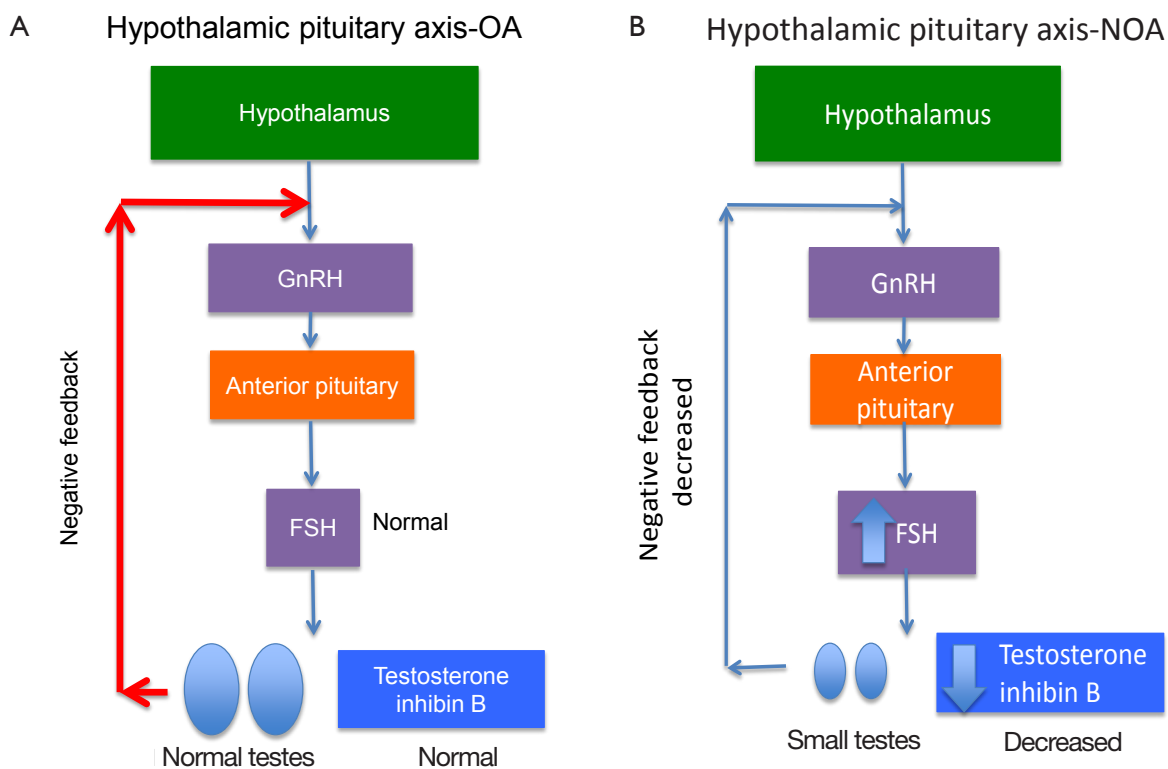 A
Hypothalamic pituitary axis-OA
Hypothalamus
GnRH
Anterior pituitary
Negative feedback
FSH
Normal
Testosterone
inhibin B
Normal testes
Normal
B
Hypothalamic pituitary axis-NOA
Hypothalamus
GnRH
Anterior
pituitary
Negative feedback
decreased
FSH
Testosterone
inhibin B
Small testes
Decreased